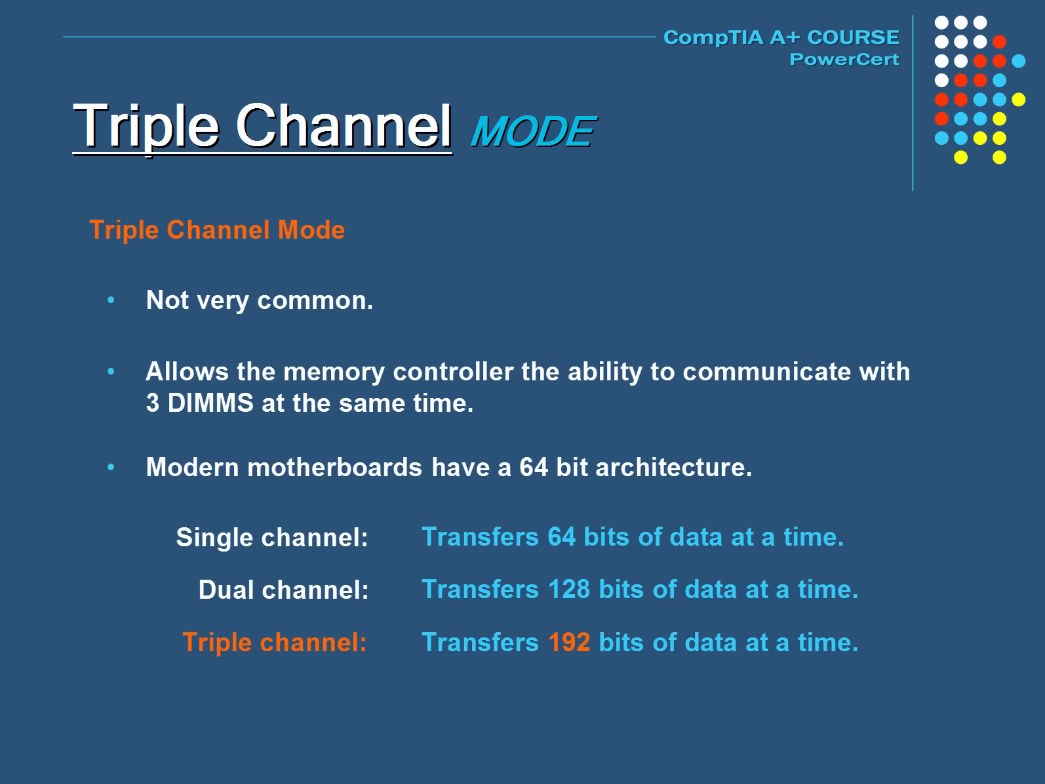 CompTIA A+ COURSE
PowerCert
Triple Channel MODE
Triple Channel Mode
• Not very common.
• Allows the memory controller the ability to communicate with
3 DIMMS at the same time.
• Modern motherboards have a 64 bit architecture.
Single channel: Transfers 64 bits of data at a time.
Dual channel: Transfers 128 bits of data at a time.
Triple channel: Transfers 192 bits of data at a time.